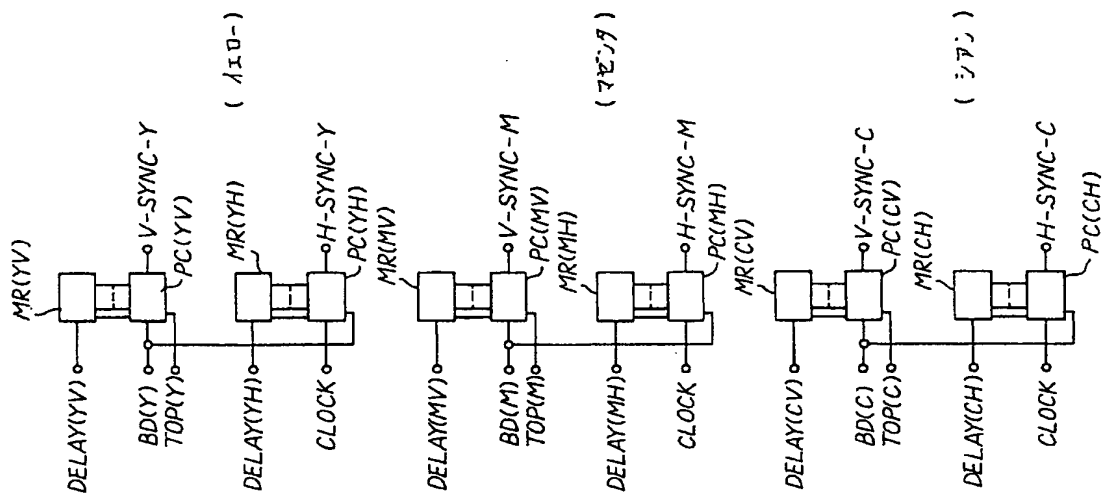 MR(YV)
DELAY(YV)
V-SYNC-Y
BD(Y)
TOP(Y)
PC(YV)
(イエロー)
MR(YH)
DELAY(YH)
H-SYNC-Y
CLOCK
PC(YH)
MR(MV)
DELAY(MV)
V-SYNC-M
BD(M)
TOP(M)
PC(MV)
(マゼンタ)
MR(MH)
DELAY(MH)
H-SYNC-M
CLOCK
PC(MH)
MR(CV)
DELAY(CV)
V-SYNC-C
BD(C)
TOP(C)
PC(CV)
(シアン)
MR(CH)
DELAY(CH)
H-SYNC-C
CLOCK
PC(CH)